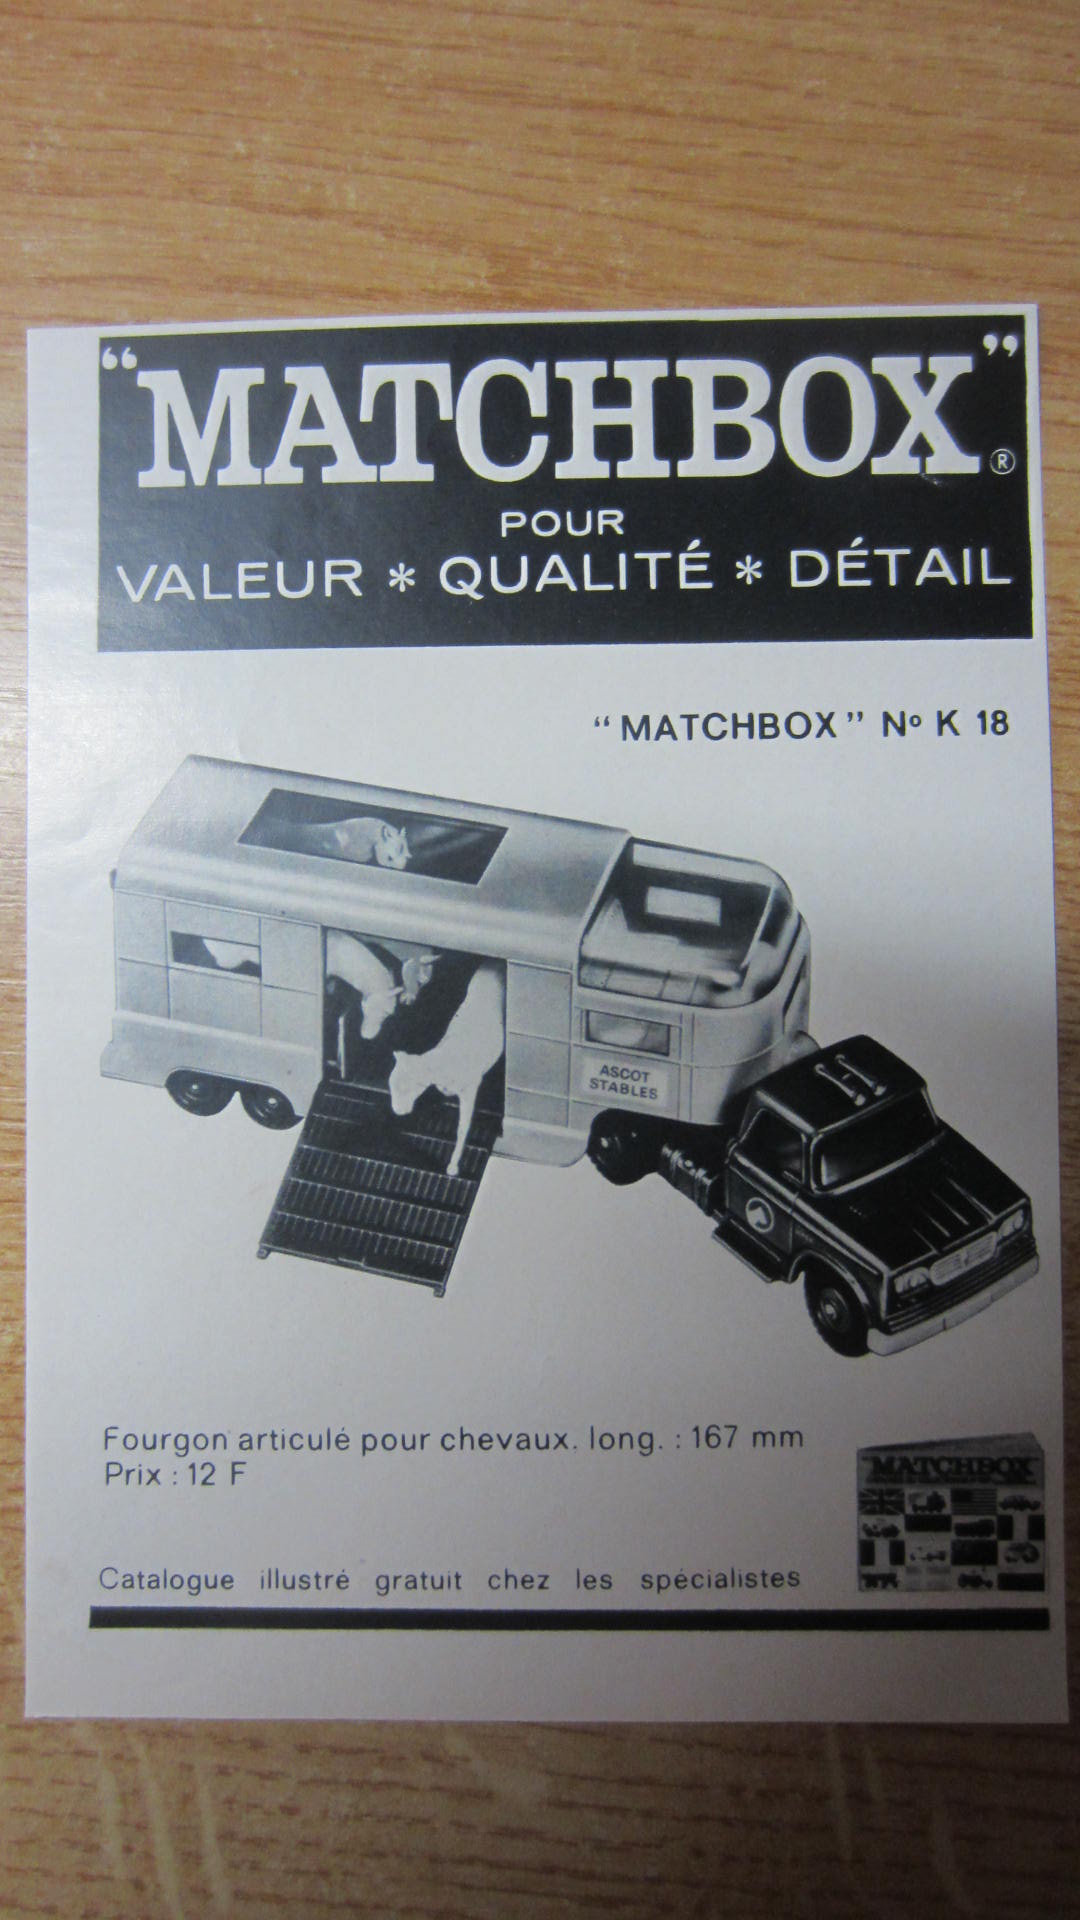 “MATCHBOX”®
POUR
VALEUR * QUALITÉ * DÉTAIL
“MATCHBOX” Nº K 18
ASCOT
STABLES
Fourgon articulé pour chevaux. long. : 167 mm
Prix : 12 F
MATCHBOX
Catalogue illustré gratuit chez les spécialistes